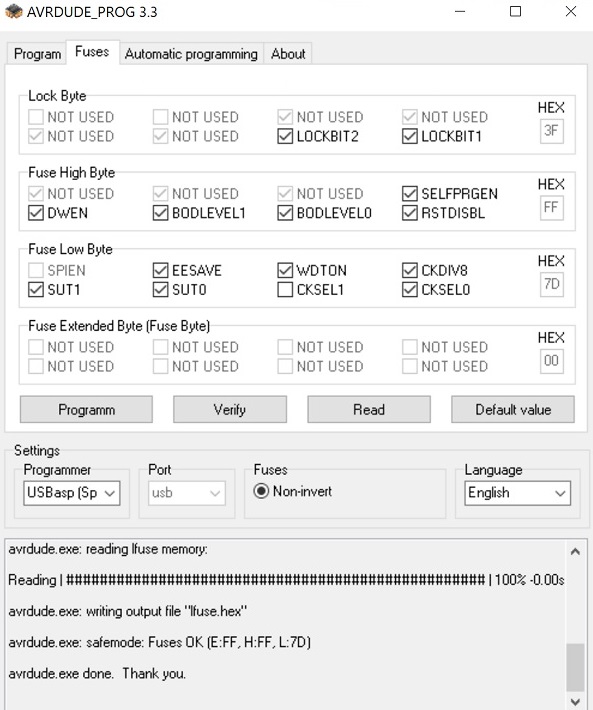 AVRDUDE_PROG 3.3
Program Fuses Automatic programming About
Lock Byte
HEX
NOT USED NOT USED NOT USED NOT USED
NOT USED NOT USED LOCKBIT2 LOCKBIT1 3F
Fuse High Byte
HEX
NOT USED NOT USED NOT USED SELFPRGEN
DWEN BODLEVEL1 BODLEVEL0 RSTDISBL FF
Fuse Low Byte
HEX
SPIEN EESAVE WDTON CKDIV8
SUT1 SUT0 CKSEL1 CKSEL0 7D
Fuse Extended Byte (Fuse Byte)
HEX
NOT USED NOT USED NOT USED NOT USED
NOT USED NOT USED NOT USED NOT USED 00
Programm Verify Read Default value
Settings
Programmer Port Fuses Language
USBasp (Sp usb Non-invert English
avrdude.exe: reading lfuse memory:
Reading | ################################################## | 100% -0.00s
avrdude.exe: writing output file "lfuse.hex"
avrdude.exe: safemode: Fuses OK (E:FF, H:FF, L:7D)
avrdude.exe done. Thank you.